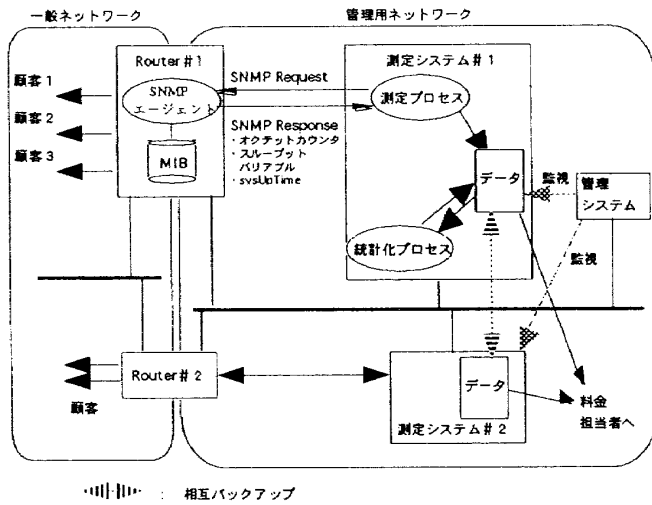 一般ネットワーク
管理用ネットワーク
Router#1
SNMP
エージェント
MIB
顧客1
顧客2
顧客3
SNMP Request
SNMP Response
・オクテットカウンタ
・スループット
バリアブル
・sysUpTime
測定システム#1
測定プロセス
データ
統計化プロセス
監視
管理
システム
監視
Router#2
顧客
データ
測定システム#2
料金
担当者へ
: 相互バックアップ